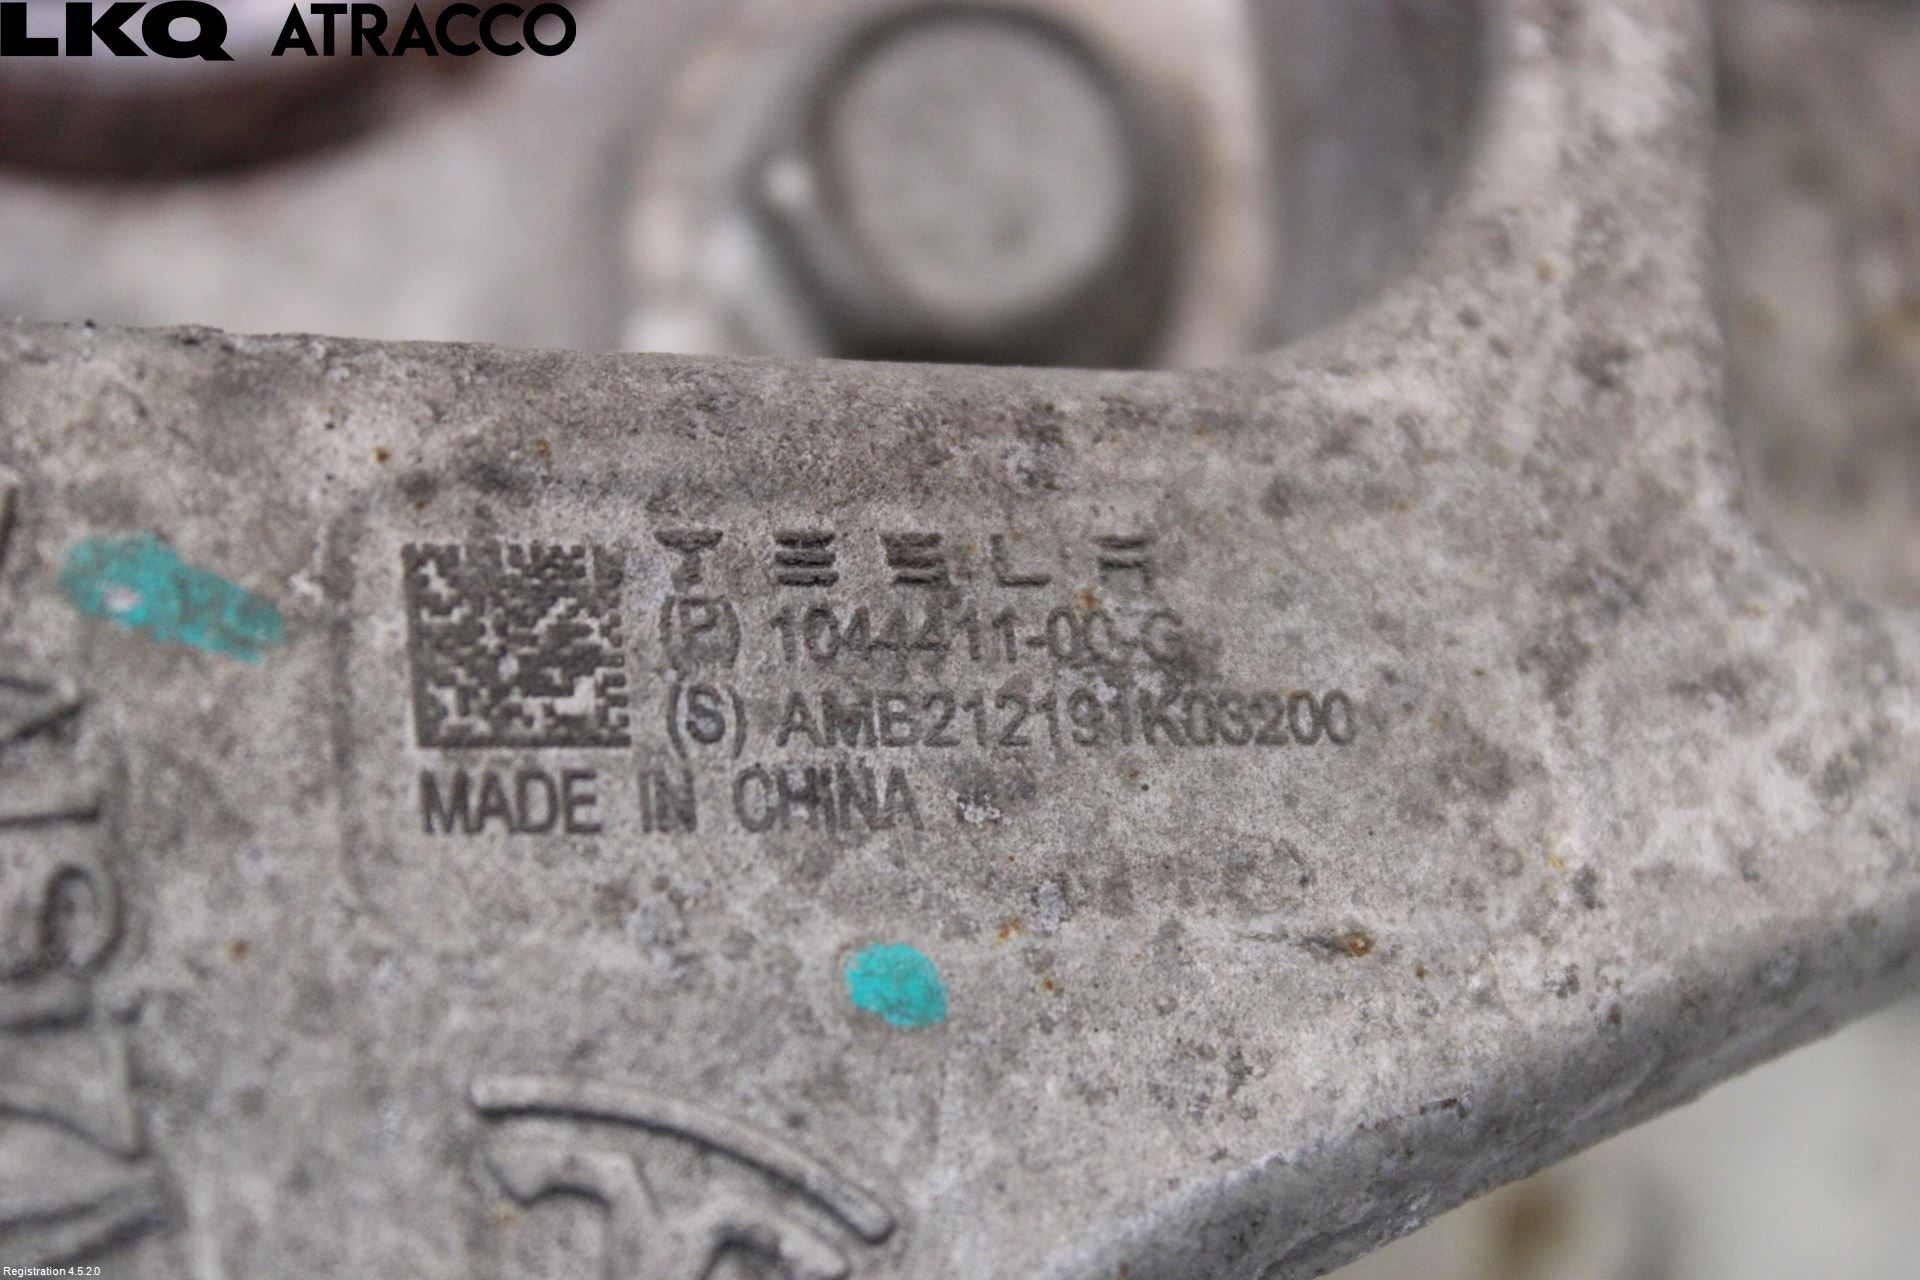 LKQ ATRACCO
TESLA
(P) 1044411-00-G
(S) AMB212191K03200
MADE IN CHINA
Registration 4.5.2.0